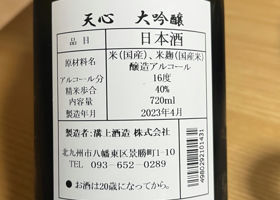 天心 大吟醸
品目 日本酒
原材料名 米(国産)、米麹(国産米)
醸造アルコール
アルコール分 16度
精米歩合 40%
内容量 720ml
製造年月 2023年4月
製造者:溝上酒造 株式会社
北九州市八幡東区景勝町1-10
TEL 093-652-0289
●お酒は20歳になってから。
4980292101431